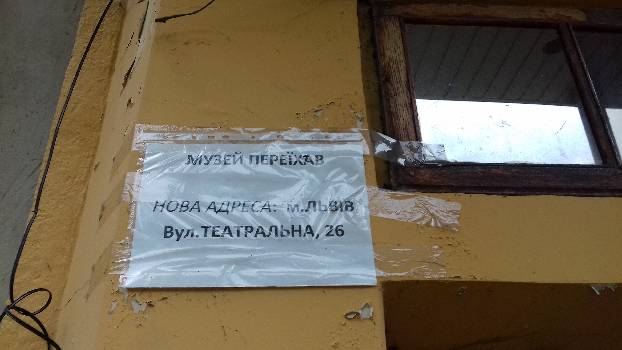 МУЗЕЙ ПЕРЕЇХАВ
НОВА АДРЕСА: м.ЛЬВІВ
Вул.ТЕАТРАЛЬНА, 26